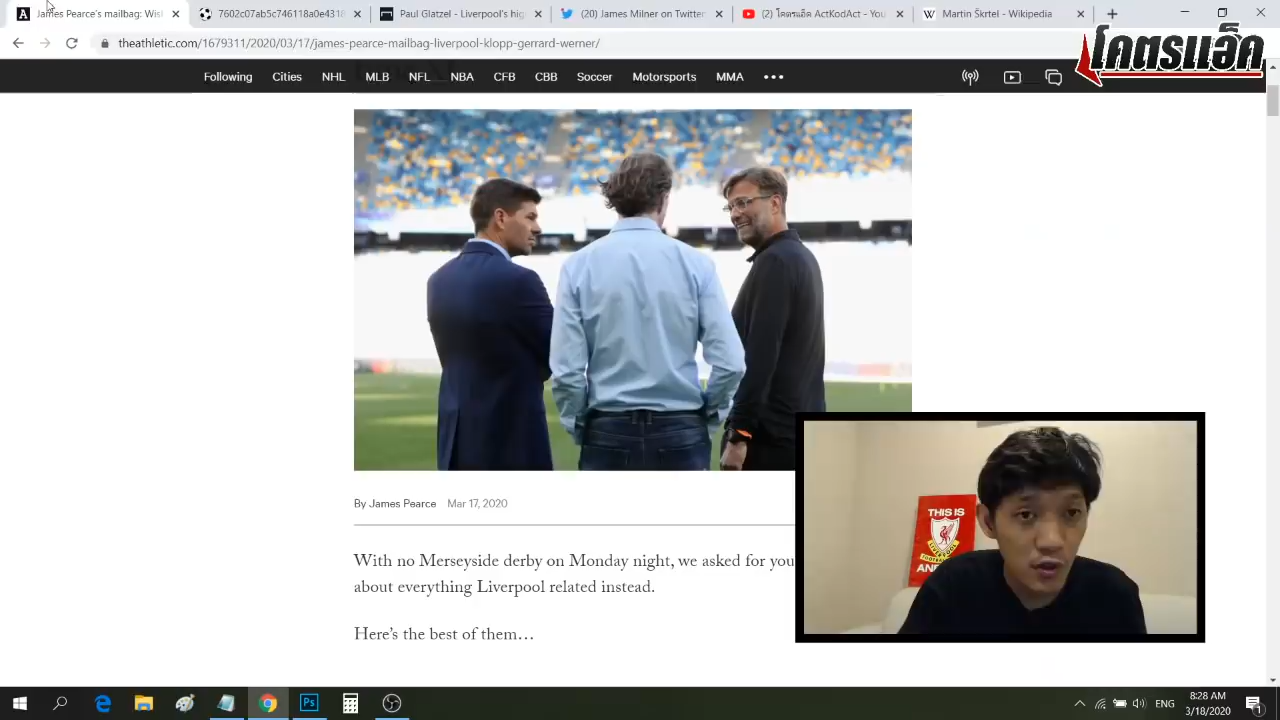 James Pearce's mailbag: Wish
7602c07ab5c746118a9e04318
Paul Glatzel - Liverpool's hig
(20) James Milner on Twitter
(2) โคตรแอ็ค ActKodAct - You
Martin Škrtel - Wikipedia
theathletic.com/1679311/2020/03/17/james-pearce-mailbag-liverpool-klopp-gerrard-werner/
โคตรแอ็ค
Following Cities NHL MLB NFL NBA CFB CBB Soccer Motorsports MMA
By James Pearce Mar 17, 2020
With no Merseyside derby on Monday night, we asked for you
about everything Liverpool related instead.
Here's the best of them…
THIS IS
ENG
8:28 AM
3/18/2020